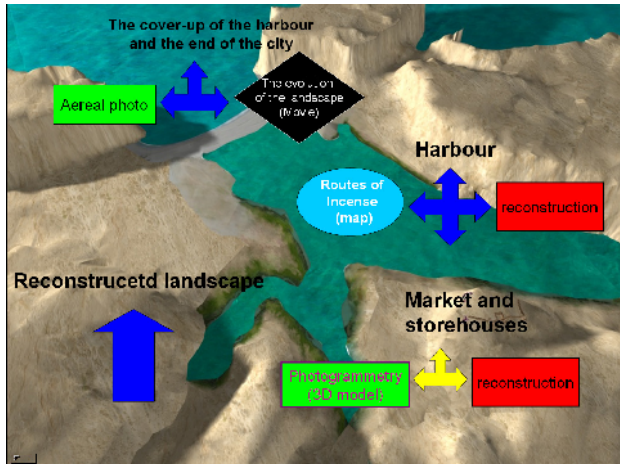 The cover-up of the harbour
and the end of the city
Aereal photo
The evolution
of the landscape
(Movie)
Harbour
Routes of
Incense
(map)
reconstruction
Reconstrucetd landscape
Market and
storehouses
Photogrammetry
(3D model)
reconstruction